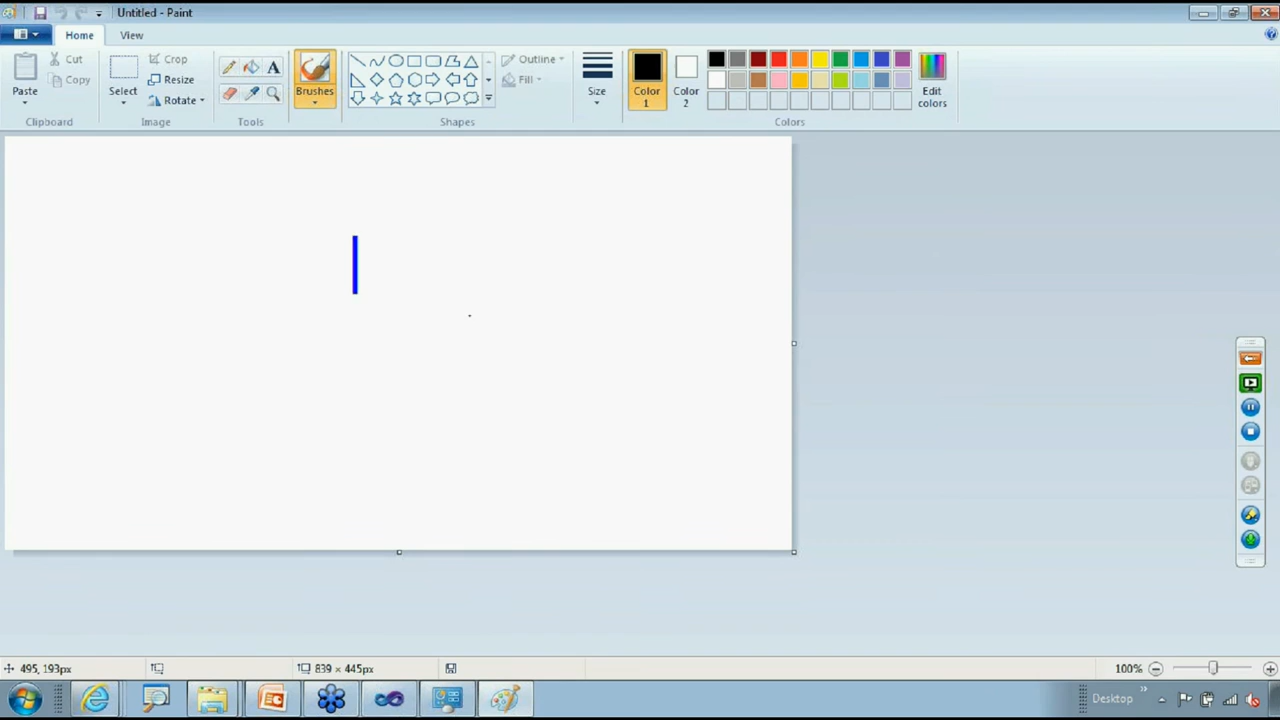 Untitled - Paint
Home View
Paste
Cut
Copy
Clipboard
Select
Crop
Resize
Rotate
Image
A
Tools
Brushes
Outline
Fill
Shapes
Size
Color 1
Color 2
Edit colors
Colors
495, 193px 839 × 445px 100%
Desktop